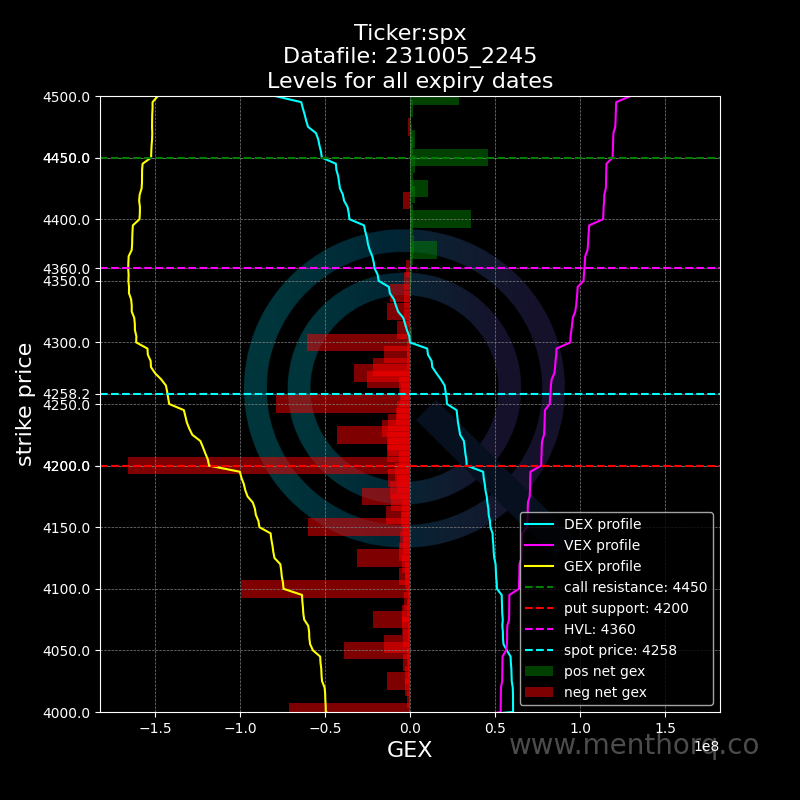 Ticker:spx
Datafile: 231005_2245
Levels for all expiry dates
strike price
4500.0
4450.0
4400.0
4360.0
4350.0
4300.0
4258.2
4250.0
4200.0
4150.0
4100.0
4050.0
4000.0
DEX profile
VEX profile
GEX profile
call resistance: 4450
put support: 4200
HVL: 4360
spot price: 4258
pos net gex
neg net gex
−1.5 −1.0 −0.5 0.0 0.5 1.0 1.5
1e8
GEX
www.menthorq.co